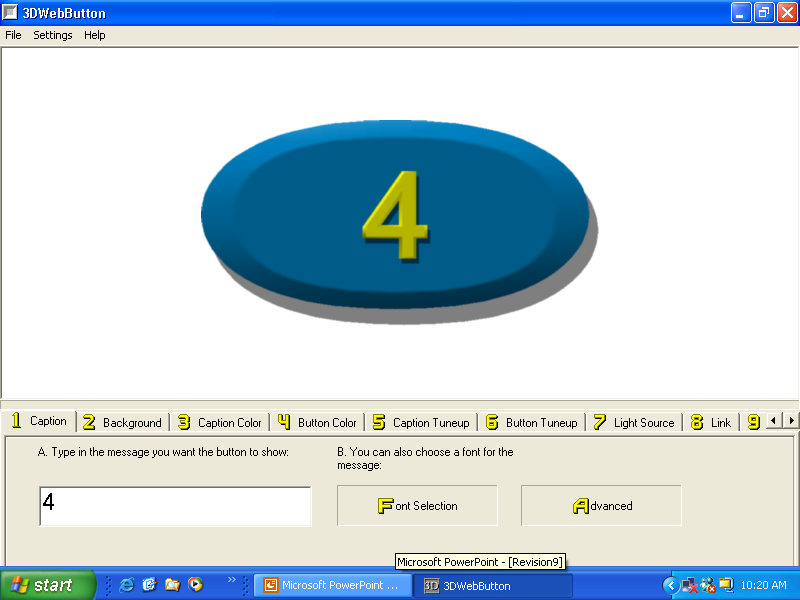 3DWebButton
File Settings Help
4
1 Caption 2 Background 3 Caption Color 4 Button Color 5 Caption Tuneup 6 Button Tuneup 7 Light Source 8 Link 9
A. Type in the message you want the button to show:
B. You can also choose a font for the
message:
4
Font Selection
Advanced
Microsoft PowerPoint - [Revision9]
start
Microsoft PowerPoint ...
3DWebButton
10:20 AM